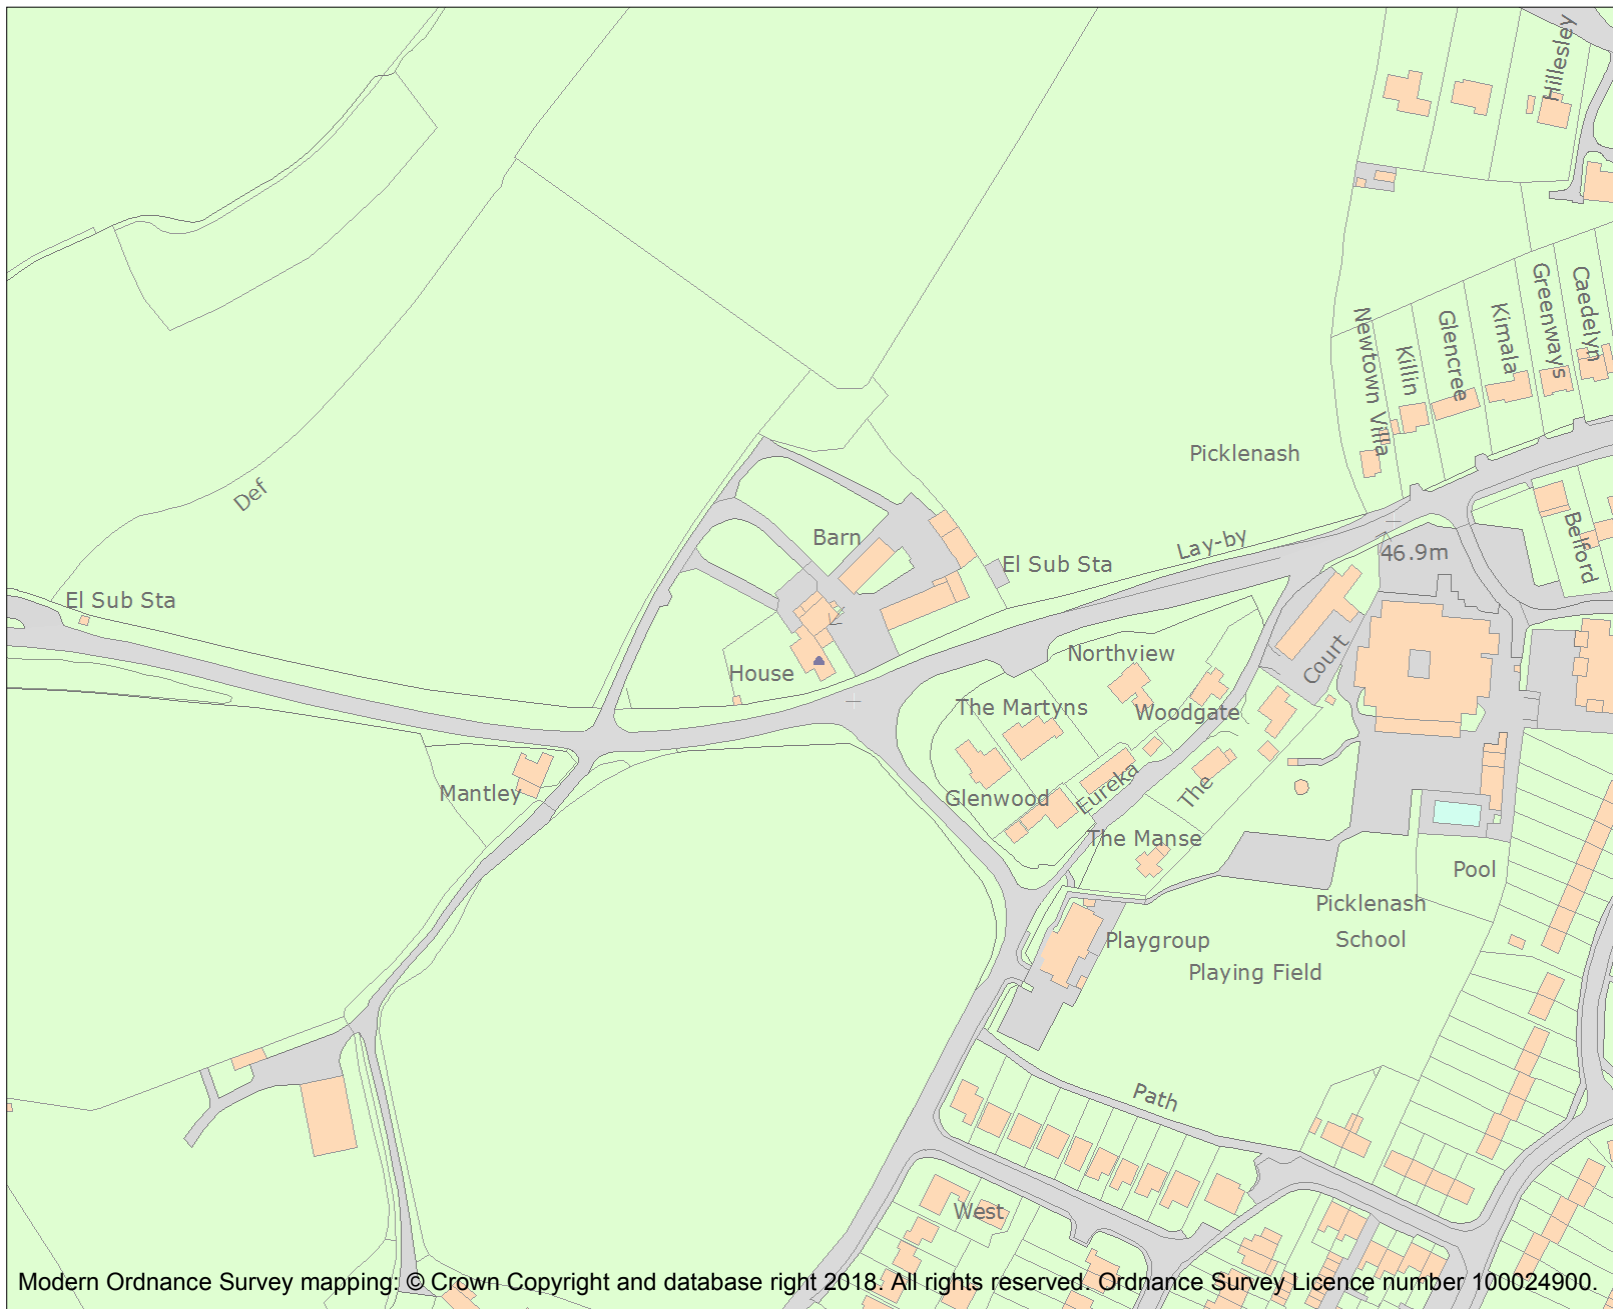 Hillesley
Caedelyn
Greenways
Kimala
Glencree
Killin
Newtown Villa
Picklenash
Def
Barn
Lay-by
46.9m
Belford
El Sub Sta
El Sub Sta
Court
House
Northview
The Martyns
Woodgate
Mantley
Glenwood
Eureka
The
The Manse
Pool
Picklenash
School
Playgroup
Playing Field
Path
West
Modern Ordnance Survey mapping: © Crown Copyright and database right 2018. All rights reserved. Ordnance Survey Licence number 100024900.